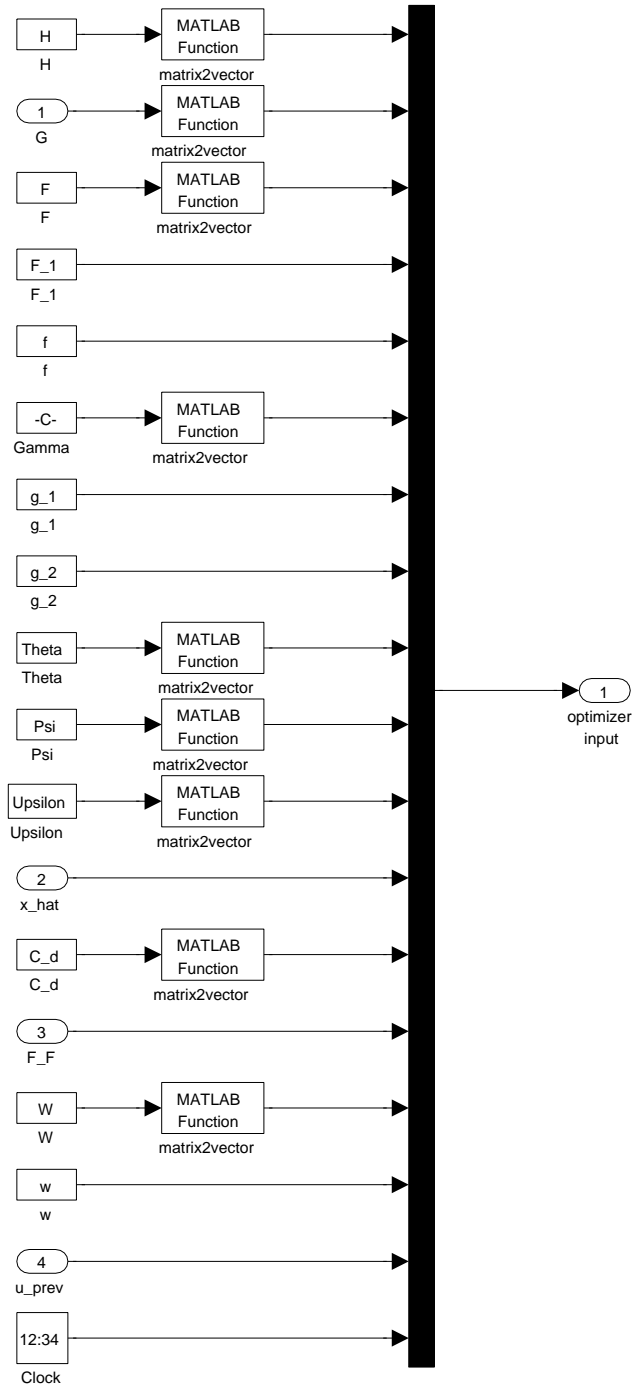 H
MATLAB
Function
H
matrix2vector
1
MATLAB
Function
G
matrix2vector
F
MATLAB
Function
F
matrix2vector
F_1
F_1
f
f
-C-
MATLAB
Function
Gamma
matrix2vector
g_1
g_1
g_2
g_2
Theta
MATLAB
Function
Theta
matrix2vector
1
optimizer
input
Psi
MATLAB
Function
Psi
matrix2vector
Upsilon
MATLAB
Function
Upsilon
matrix2vector
2
x_hat
C_d
MATLAB
Function
C_d
matrix2vector
3
F_F
W
MATLAB
Function
W
matrix2vector
w
w
4
u_prev
12:34
Clock